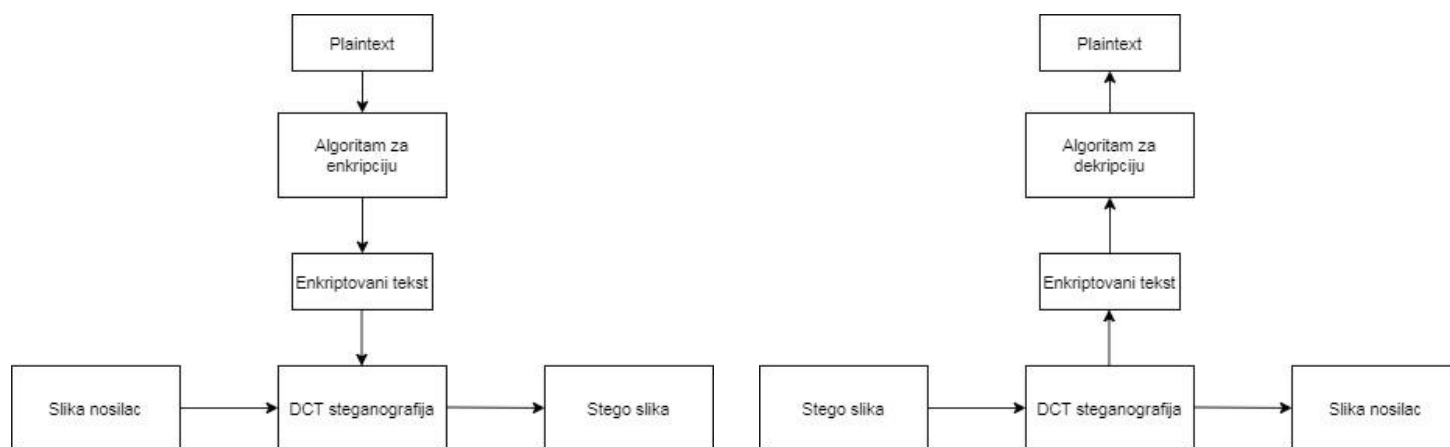 Plaintext
Algoritam za
enkripciju
Enkriptovani tekst
Slika nosilac
DCT steganografija
Stego slika
Plaintext
Algoritam za
dekripciju
Enkriptovani tekst
Stego slika
DCT steganografija
Slika nosilac